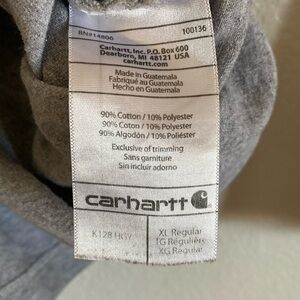 RN#14806 100136
Carhartt, Inc. P.O. Box 600
Dearborn, MI 48121 USA
carhartt.com
Made in Guatemala
Fabriqué au Guatemala
Hecho en Guatemala
90% Cotton / 10% Polyester
90% Coton / 10% Polyester
90% Algodón / 10% Poliéster
Exclusive of trimming
Sans garniture
Sin incluir adorno
carhartt
K128 HGY
XL Regular
TG Régulier
XG Regular